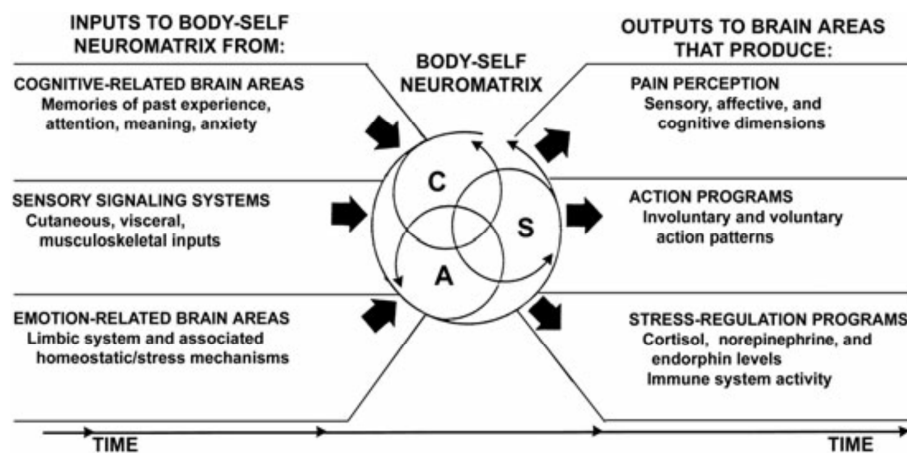 INPUTS TO BODY-SELF
NEUROMATRIX FROM:
COGNITIVE-RELATED BRAIN AREAS
Memories of past experience,
attention, meaning, anxiety
SENSORY SIGNALING SYSTEMS
Cutaneous, visceral,
musculoskeletal inputs
EMOTION-RELATED BRAIN AREAS
Limbic system and associated
homeostatic/stress mechanisms
BODY-SELF
NEUROMATRIX
C
S
A
OUTPUTS TO BRAIN AREAS
THAT PRODUCE:
PAIN PERCEPTION
Sensory, affective, and
cognitive dimensions
ACTION PROGRAMS
Involuntary and voluntary
action patterns
STRESS-REGULATION PROGRAMS
Cortisol, norepinephrine, and
endorphin levels
Immune system activity
TIME
TIME